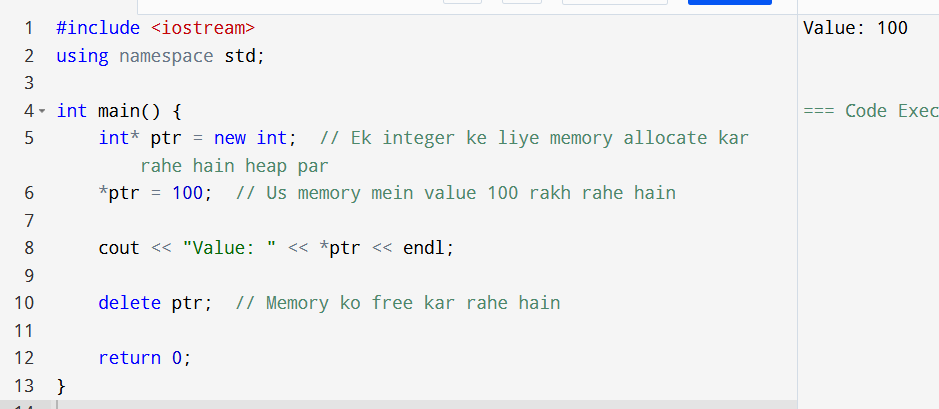 1 #include <iostream>
2 using namespace std;
3
4 int main() {
5 int* ptr = new int;  // Ek integer ke liye memory allocate kar
rahe hain heap par
6 *ptr = 100;  // Us memory mein value 100 rakh rahe hain
7
8 cout << "Value: " << *ptr << endl;
9
10 delete ptr;  // Memory ko free kar rahe hain
11
12 return 0;
13 }
Value: 100
=== Code Exec